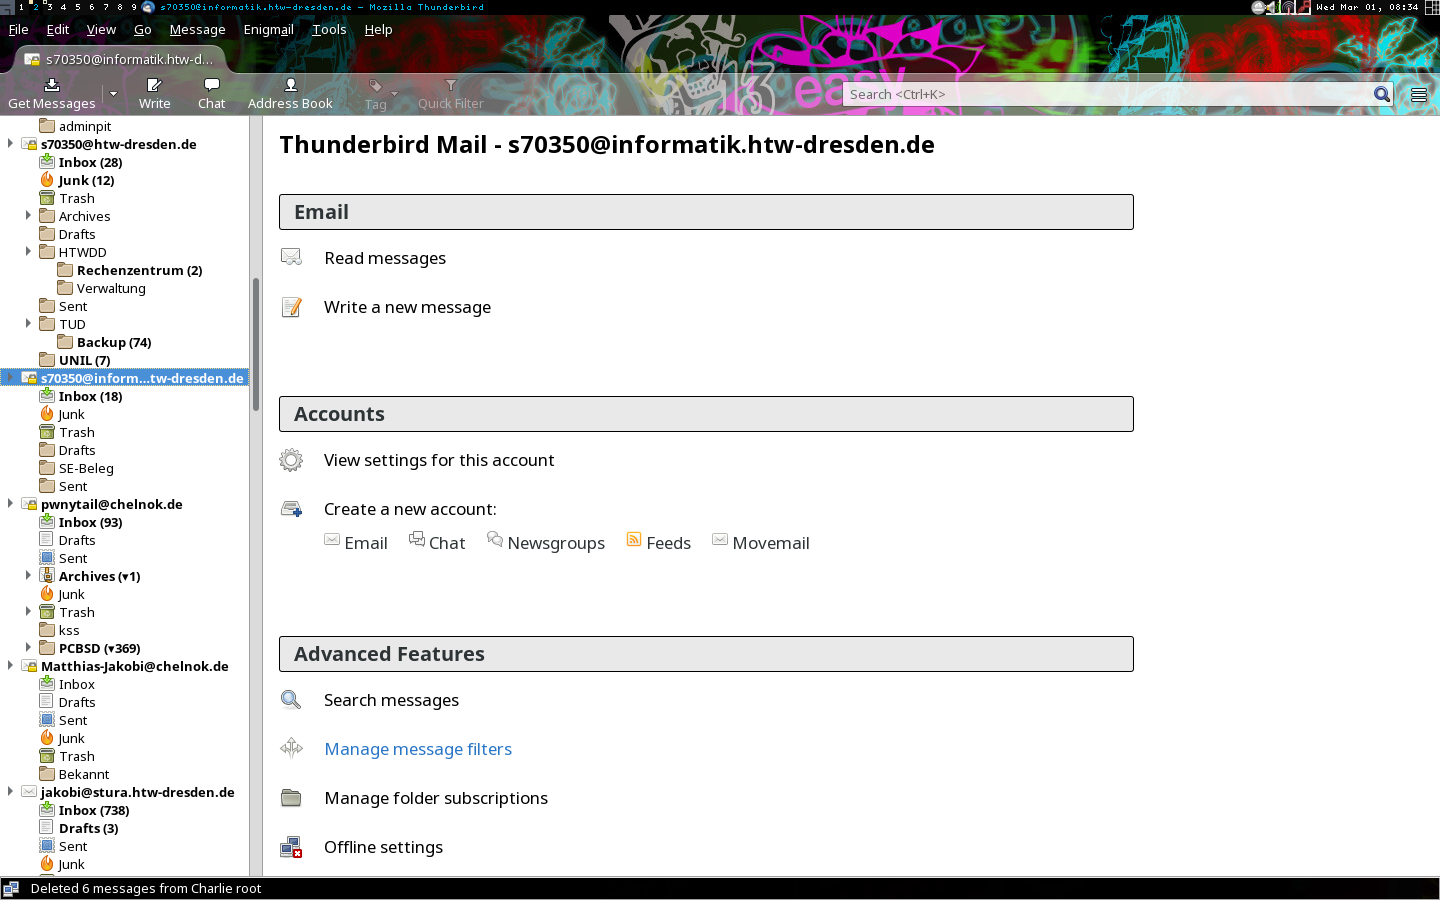 1 2 3 4 5 6 7 8 9 s70350@informatik.htw-dresden.de - Mozilla Thunderbird Wed Mar 01, 08:34
File Edit View Go Message Enigmail Tools Help
s70350@informatik.htw-d...
Get Messages Write Chat Address Book Tag Quick Filter Search <Ctrl+K>
easy
13
adminpit
s70350@htw-dresden.de
Inbox (28)
Junk (12)
Trash
Archives
Drafts
HTWDD
Rechenzentrum (2)
Verwaltung
Sent
TUD
Backup (74)
UNIL (7)
s70350@inform...tw-dresden.de
Inbox (18)
Junk
Trash
Drafts
SE-Beleg
Sent
pwnytail@chelnok.de
Inbox (93)
Drafts
Sent
Archives (▾1)
Junk
Trash
kss
PCBSD (▾369)
Matthias-Jakobi@chelnok.de
Inbox
Drafts
Sent
Junk
Trash
Bekannt
jakobi@stura.htw-dresden.de
Inbox (738)
Drafts (3)
Sent
Junk
Thunderbird Mail - s70350@informatik.htw-dresden.de
Email
Read messages
Write a new message
Accounts
View settings for this account
Create a new account:
Email Chat Newsgroups Feeds Movemail
Advanced Features
Search messages
Manage message filters
Manage folder subscriptions
Offline settings
Deleted 6 messages from Charlie root